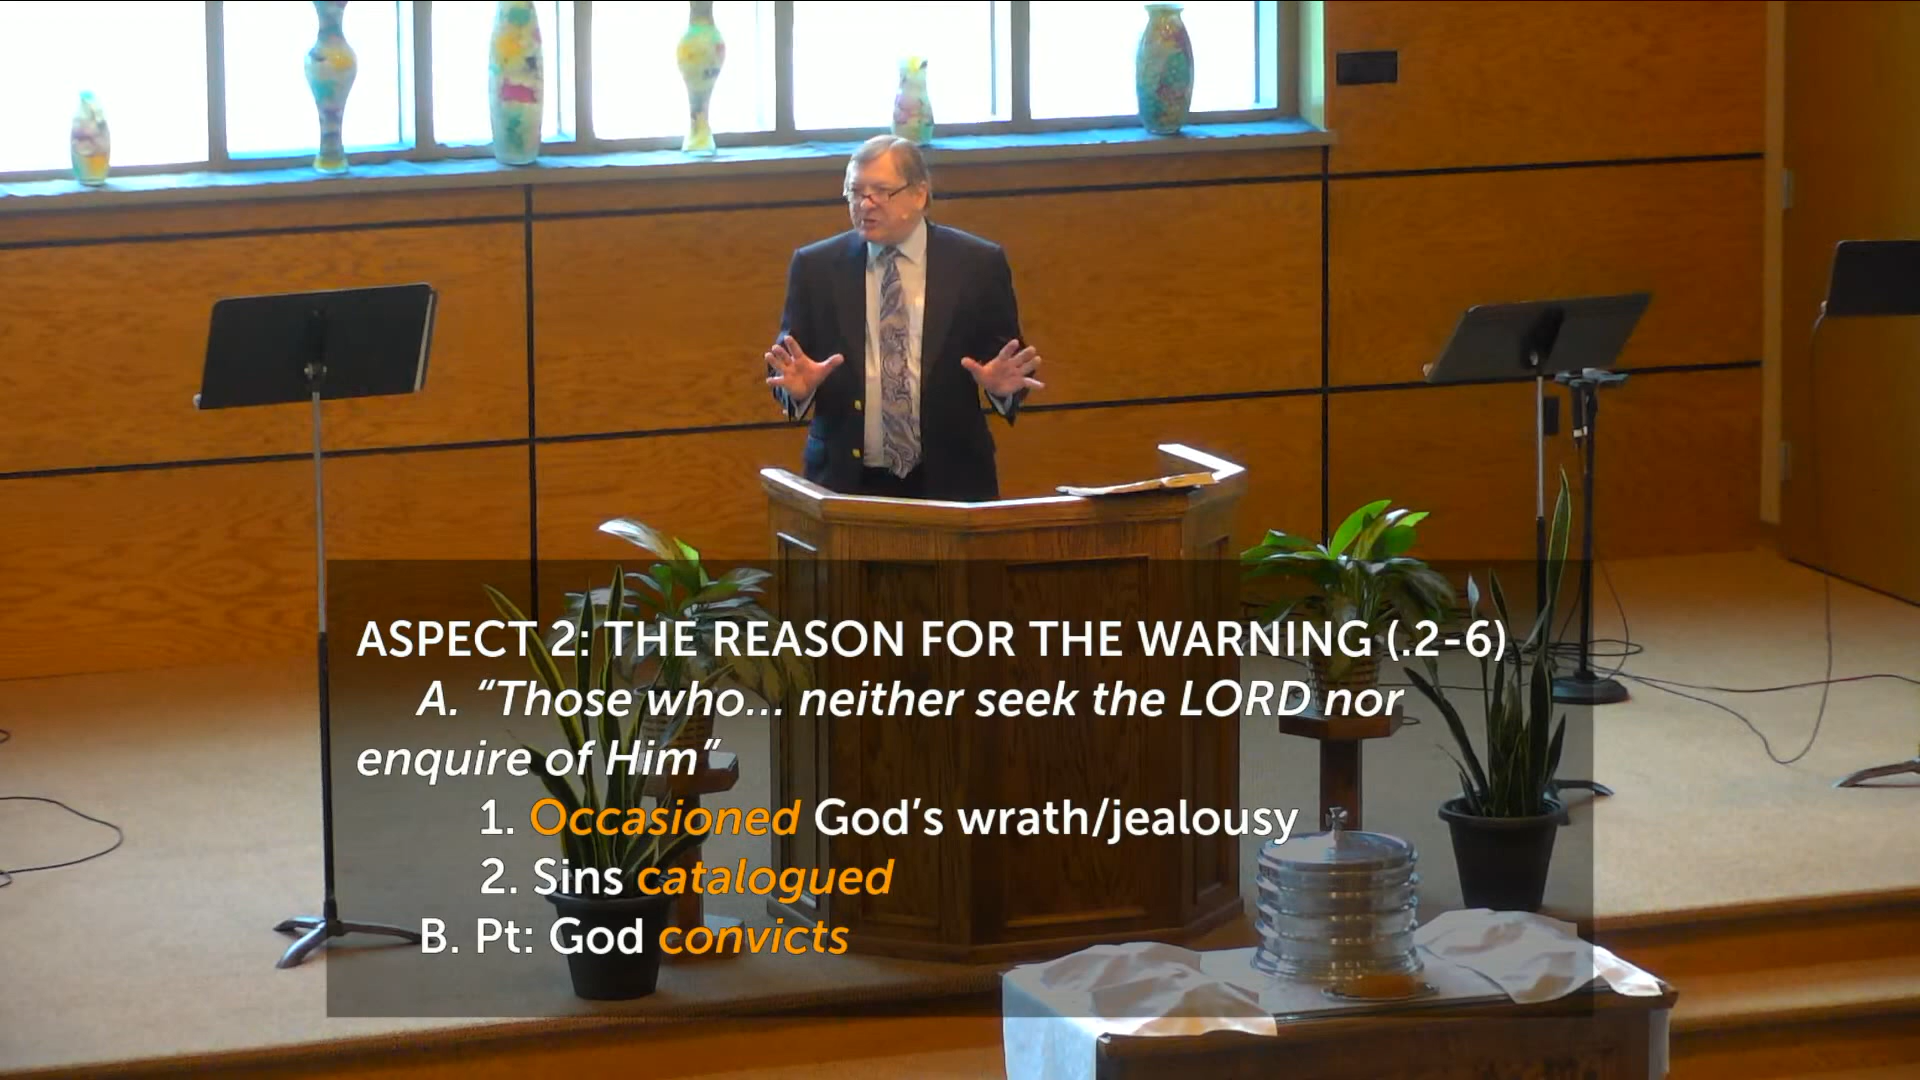 ASPECT 2: THE REASON FOR THE WARNING (.2-6)
A. “Those who... neither seek the LORD nor
enquire of Him”
1. Occasioned God’s wrath/jealousy
2. Sins catalogued
B. Pt: God convicts